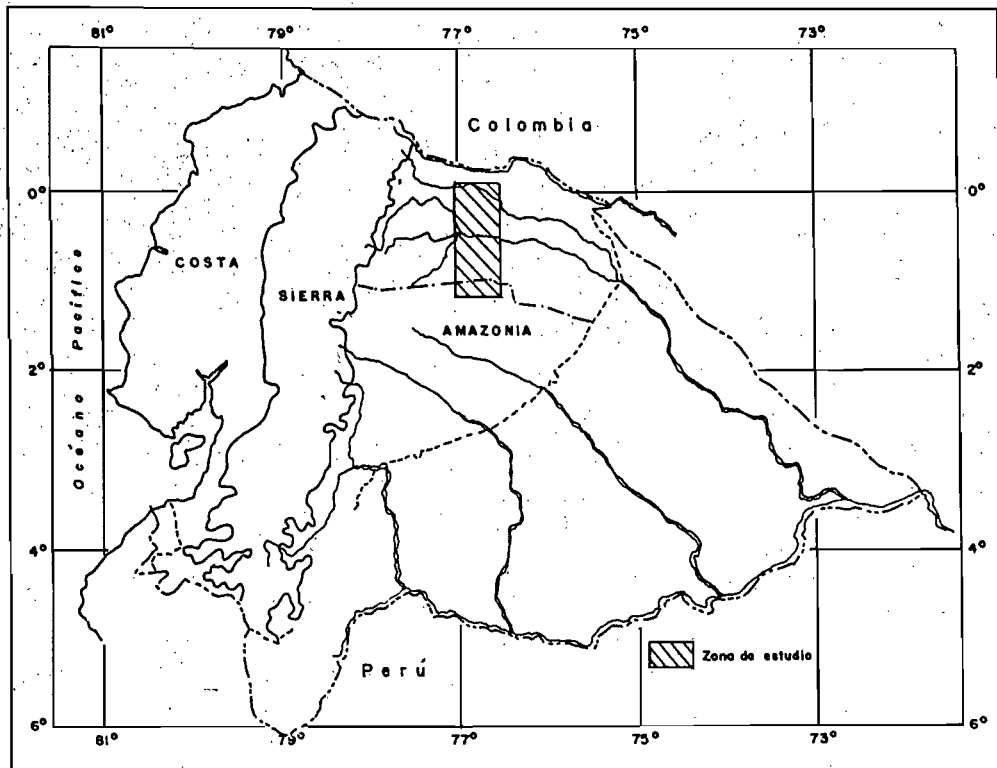 81° 79° 77° 75° 73°
Colombia
0° 0°
COSTA
SIERRA
Océano Pacífico
AMAZONIA
2° 2°
4° 4°
Zona de estudio
Perú
6° 6°
81° 79° 77° 75° 73°